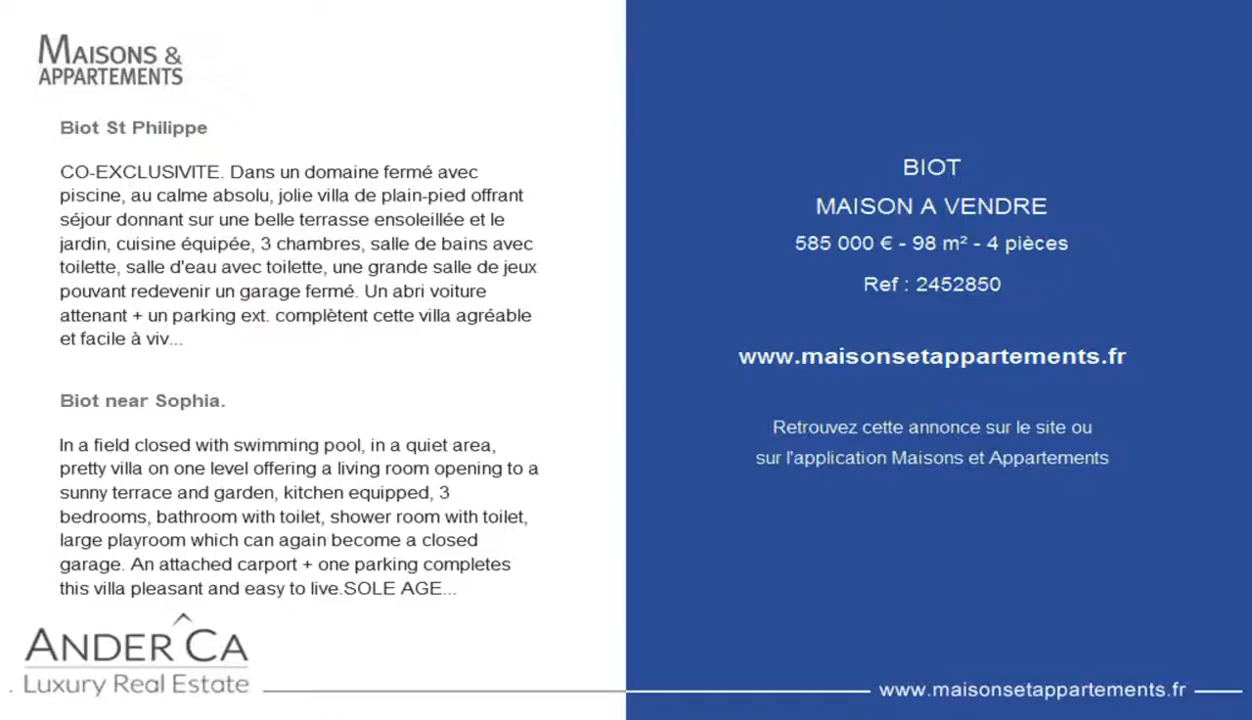 MAISONS &
APPARTEMENTS
Biot St Philippe
CO-EXCLUSIVITE. Dans un domaine fermé avec
piscine, au calme absolu, jolie villa de plain-pied offrant
séjour donnant sur une belle terrasse ensoleillée et le
jardin, cuisine équipée, 3 chambres, salle de bains avec
toilette, salle d'eau avec toilette, une grande salle de jeux
pouvant redevenir un garage fermé. Un abri voiture
attenant + un parking ext. complètent cette villa agréable
et facile à viv...
Biot near Sophia.
In a field closed with swimming pool, in a quiet area,
pretty villa on one level offering a living room opening to a
sunny terrace and garden, kitchen equipped, 3
bedrooms, bathroom with toilet, shower room with toilet,
large playroom which can again become a closed
garage. An attached carport + one parking completes
this villa pleasant and easy to live.SOLE AGE...
ANDER CA
Luxury Real Estate
BIOT
MAISON A VENDRE
585 000 € - 98 m² - 4 pièces
Ref : 2452850
www.maisonsetappartements.fr
Retrouvez cette annonce sur le site ou
sur l'application Maisons et Appartements
www.maisonsetappartements.fr